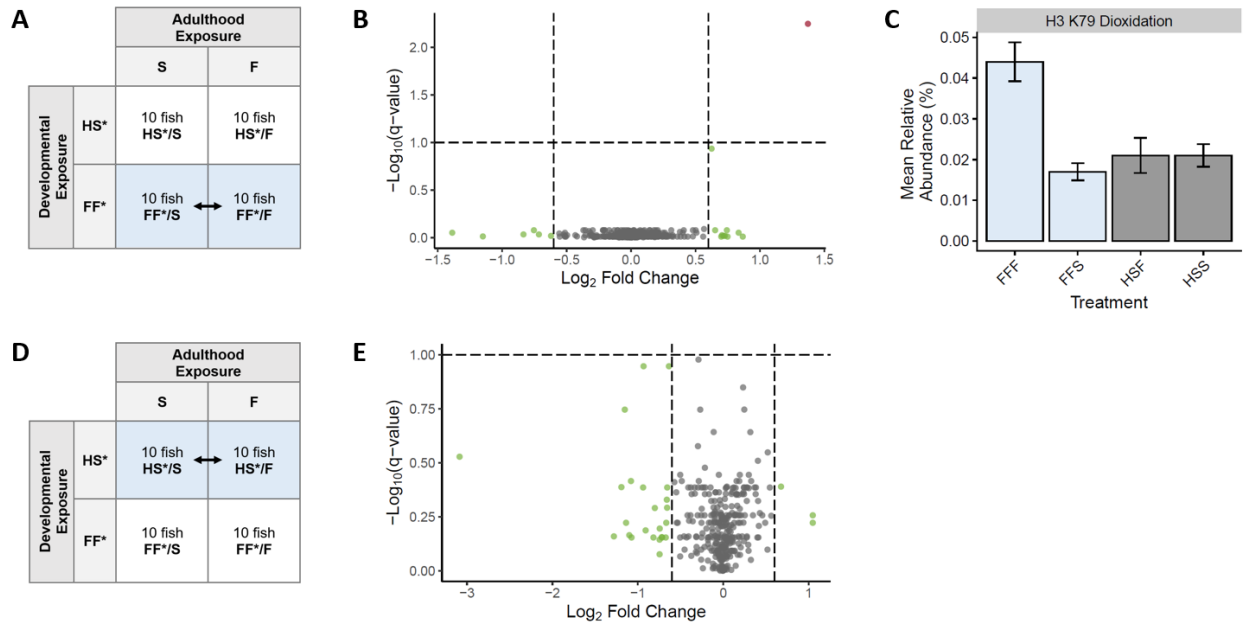 A
Adulthood
Exposure
S
F
Developmental
Exposure
HS*
10 fish
HS*/S
10 fish
HS*/F
FF*
10 fish
FF*/S
10 fish
FF*/F
B
−Log10(q−value)
2.0
1.5
1.0
0.5
0.0
−1.5
−1.0
−0.5
0.0
0.5
1.0
1.5
Log2 Fold Change
C
H3 K79 Dioxidation
Mean Relative
Abundance (%)
0.05
0.04
0.03
0.02
0.01
0.00
FFF
FFS
HSF
HSS
Treatment
D
Adulthood
Exposure
S
F
Developmental
Exposure
HS*
10 fish
HS*/S
10 fish
HS*/F
FF*
10 fish
FF*/S
10 fish
FF*/F
E
−Log10(q−value)
1.00
0.75
0.50
0.25
0.00
−3
−2
−1
0
1
Log2 Fold Change